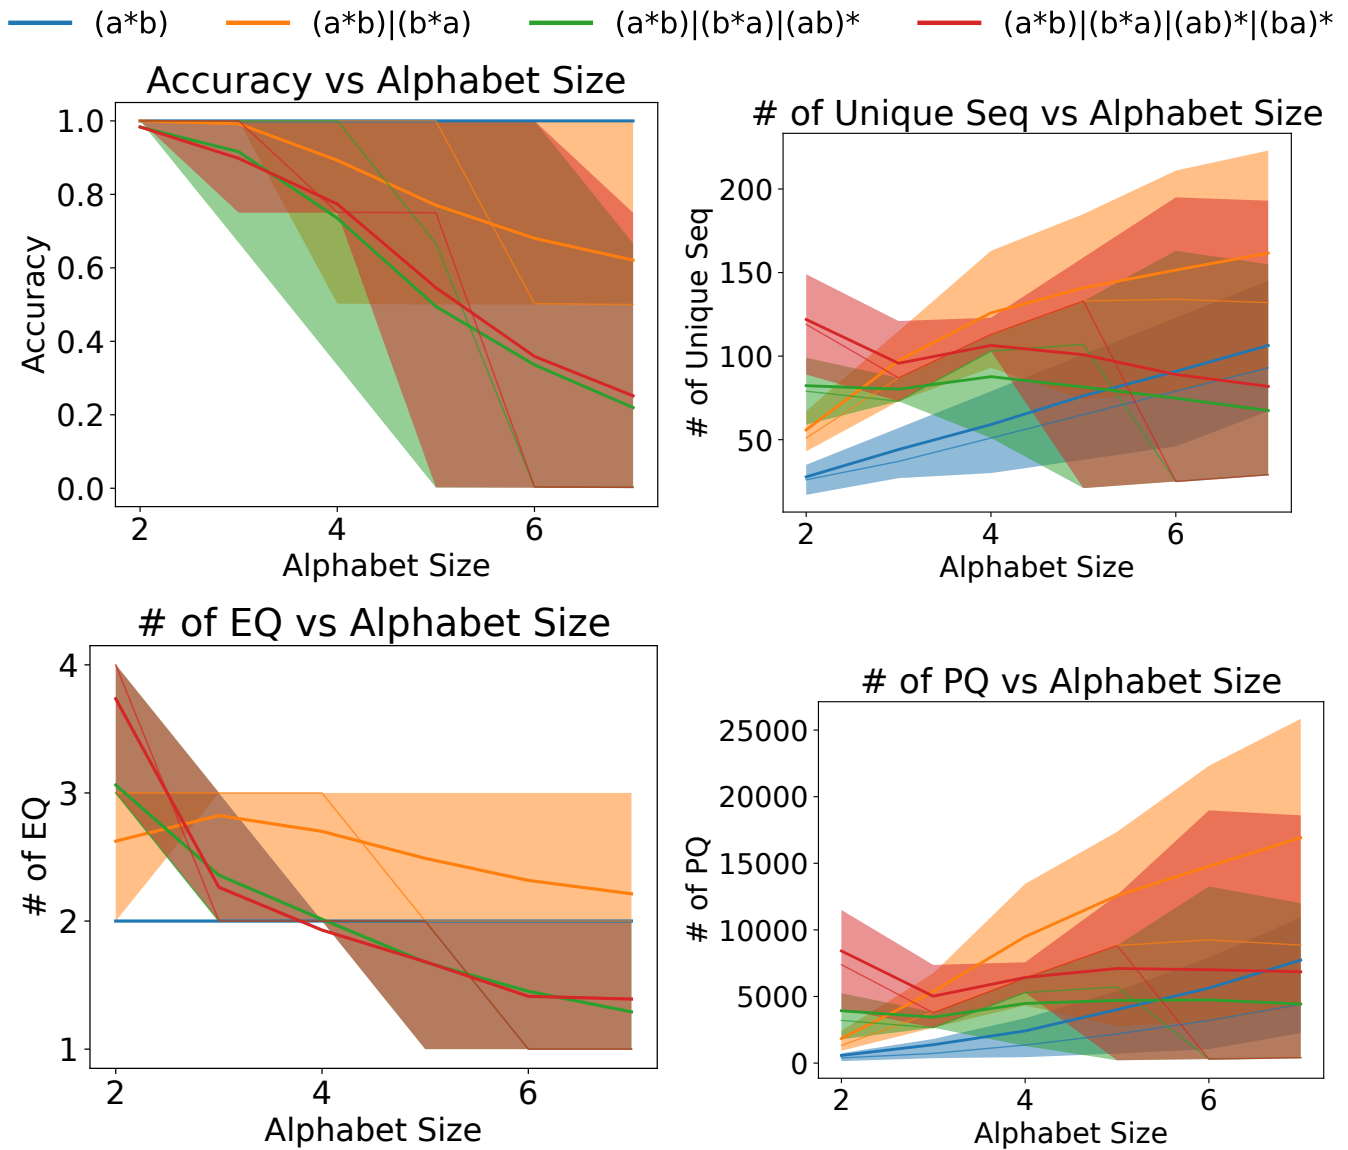 (a*b) (a*b)|(b*a) (a*b)|(b*a)|(ab)* (a*b)|(b*a)|(ab)*|(ba)*
Accuracy vs Alphabet Size
1.0
0.8
0.6
0.4
0.2
0.0
Accuracy
2 4 6
Alphabet Size
# of Unique Seq vs Alphabet Size
200
150
100
50
# of Unique Seq
2 4 6
Alphabet Size
# of EQ vs Alphabet Size
4
3
2
1
# of EQ
2 4 6
Alphabet Size
# of PQ vs Alphabet Size
25000
20000
15000
10000
5000
0
# of PQ
2 4 6
Alphabet Size